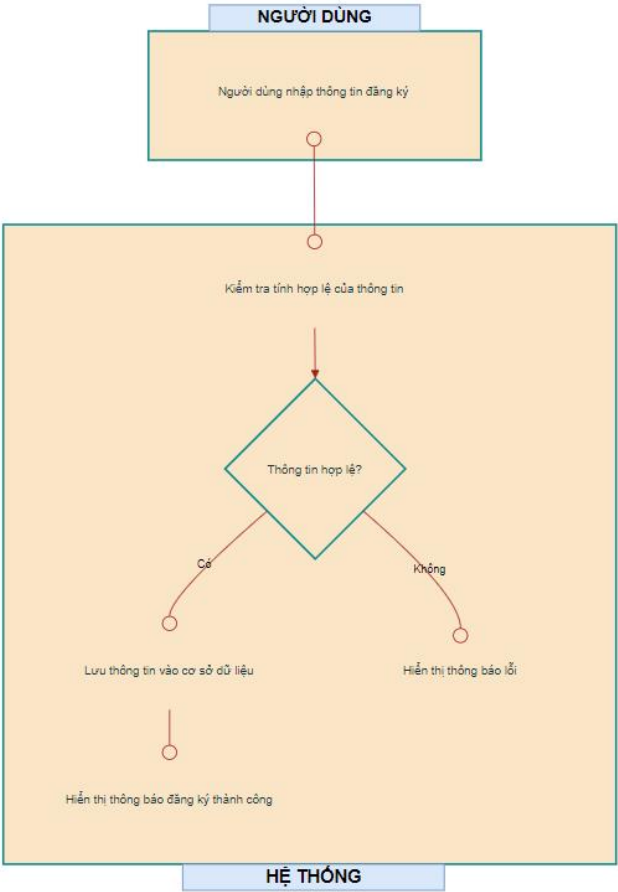 NGƯỜI DÙNG
Người dùng nhập thông tin đăng ký
Kiểm tra tính hợp lệ của thông tin
Thông tin hợp lệ?
Có
Không
Lưu thông tin vào cơ sở dữ liệu
Hiển thị thông báo lỗi
Hiển thị thông báo đăng ký thành công
HỆ THỐNG